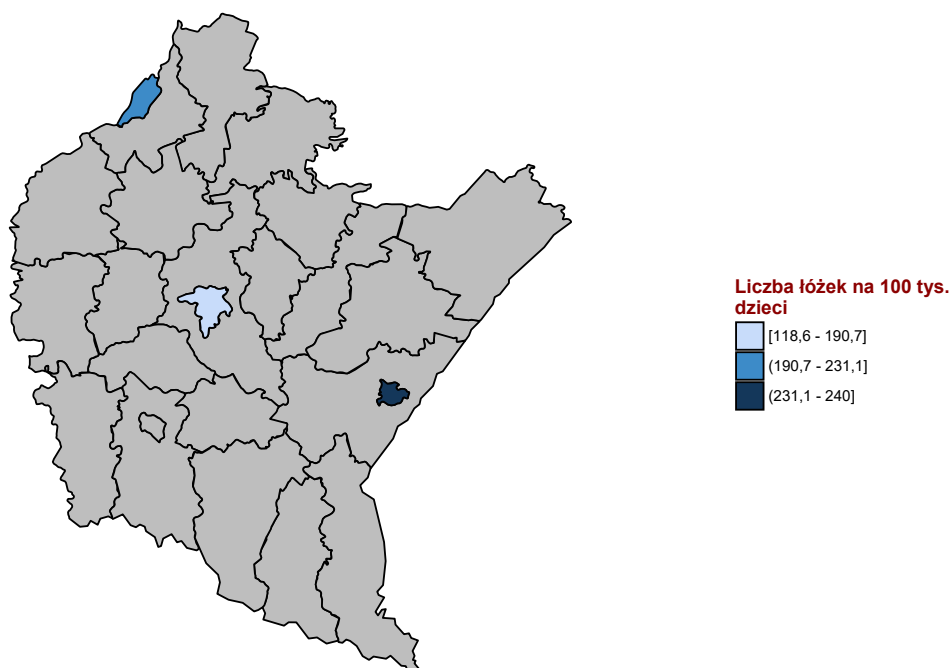 Liczba łóżek na 100 tys.
dzieci
[118,6 - 190,7]
(190,7 - 231,1]
(231,1 - 240]